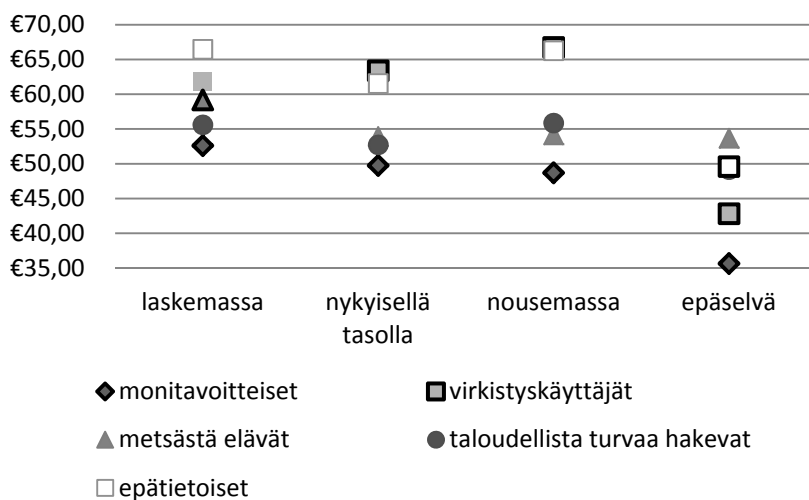 €70,00
€65,00
€60,00
€55,00
€50,00
€45,00
€40,00
€35,00
laskemassa
nykyisellä
tasolla
nousemassa
epäselvä
monitavoitteiset
virkistyskäyttäjät
metsästä elävät
taloudellista turvaa hakevat
epätietoiset